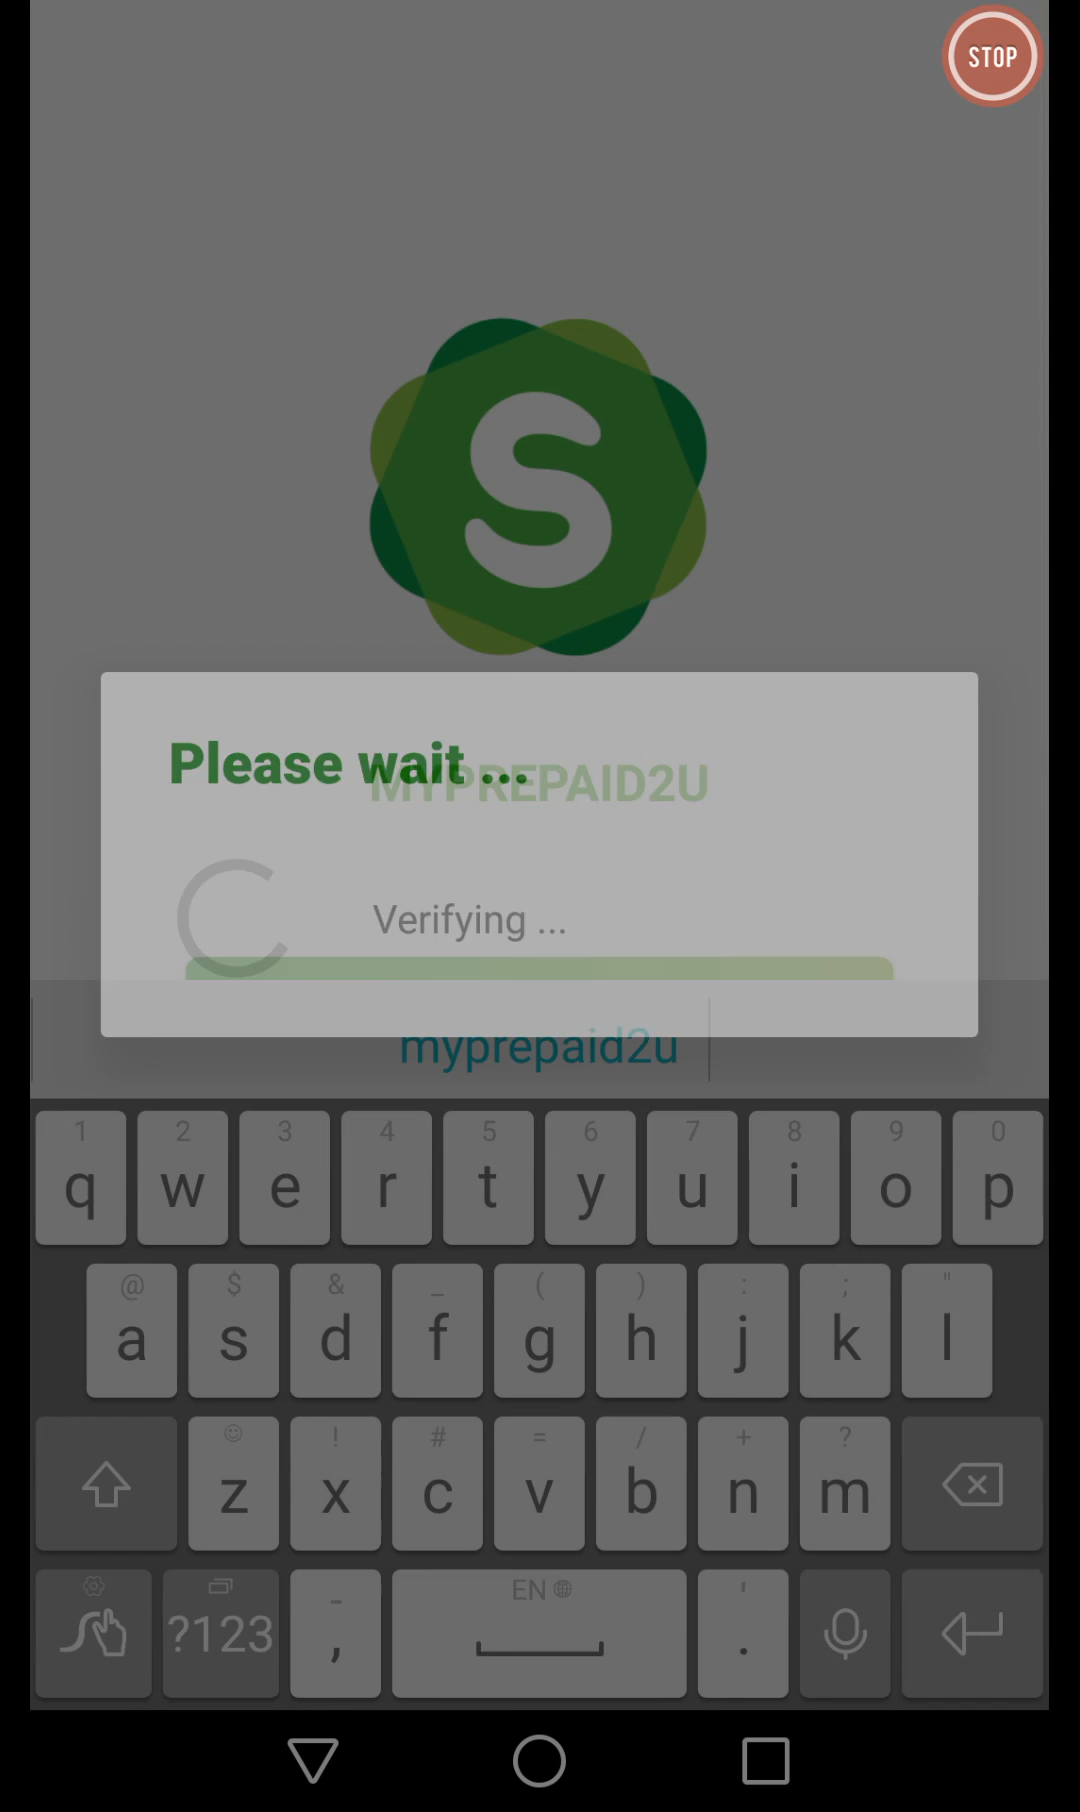 STOP
S
Please wait ...
MYPREPAID2U
Verifying ...
myprepaid2u
1 2 3 4 5 6 7 8 9 0
q w e r t y u i o p
@ $ & _ ( ) : ; "
a s d f g h j k l
! # = / + ?
z x c v b n m
EN
?123 , .